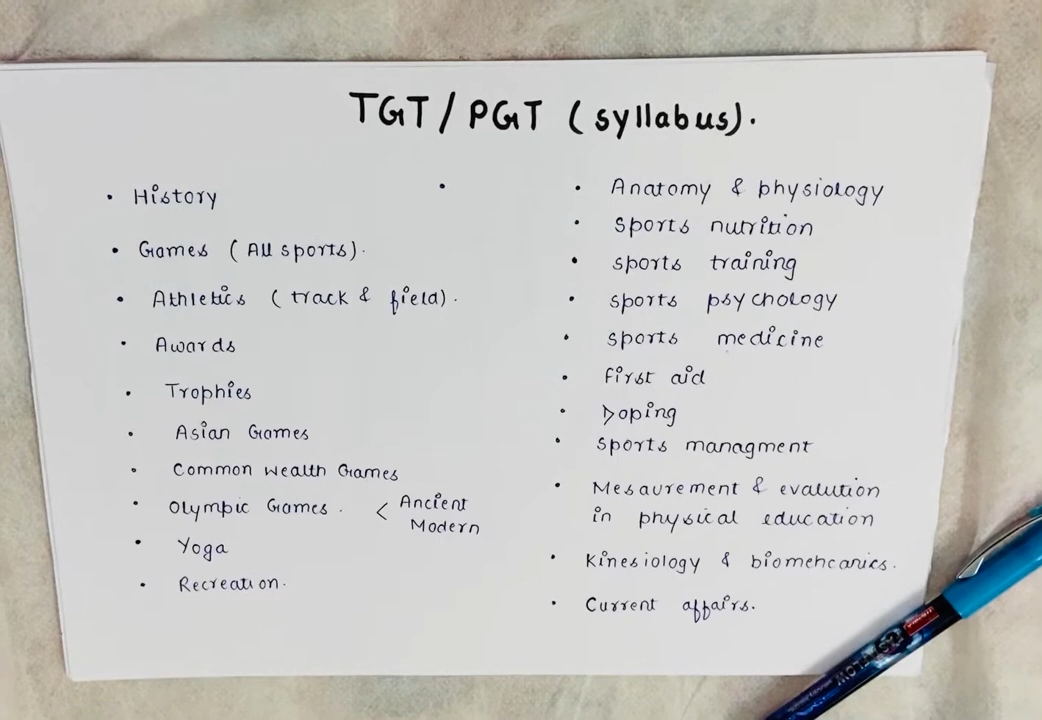 TGT / PGT ( syllabus ).
• History
• Games ( All sports ).
• Athletics ( track & field ).
• Awards
• Trophies
• Asian Games
• Common wealth Games
• Olympic Games . < Ancient
Modern
• Yoga
• Recreation.
• Anatomy & physiology
• Sports nutrition
• sports training
• sports psychology
• sports medicine
• first aid
• Doping
• Sports managment
• Mesaurement & evalution
in physical education
• Kinesiology & biomehcanics.
• Current affairs.